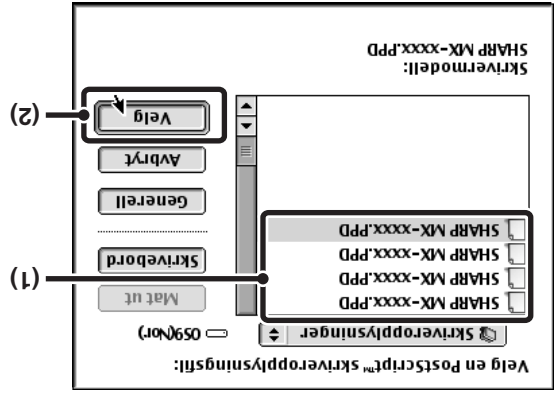 Velg en PostScript™ skriveropplysningsfil:
Skriveropplysninger
OS9(Nor)
SHARP MX-xxxx.PPD
SHARP MX-xxxx.PPD
SHARP MX-xxxx.PPD
SHARP MX-xxxx.PPD
Mat ut
Skrivebord
Generell
Avbryt
Velg
(1)
(2)
Skrivermodell:
SHARP MX-xxxx.PPD